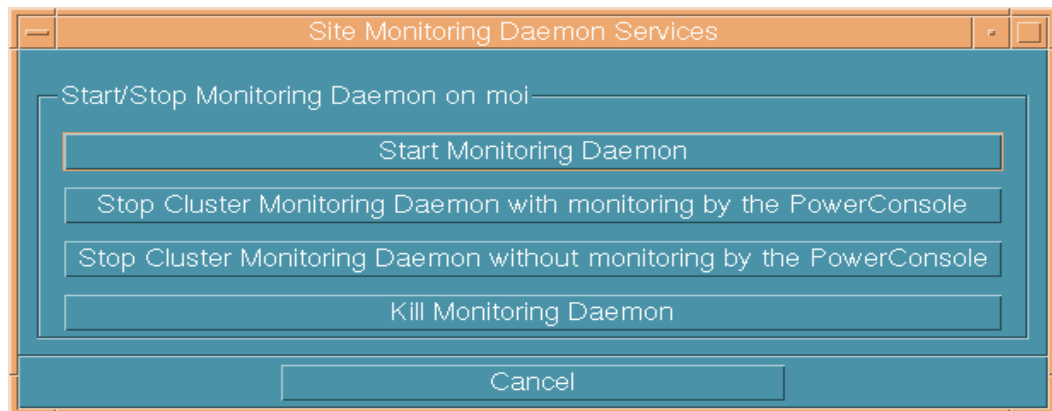 Site Monitoring Daemon Services
Start/Stop Monitoring Daemon on moi
Start Monitoring Daemon
Stop Cluster Monitoring Daemon with monitoring by the PowerConsole
Stop Cluster Monitoring Daemon without monitoring by the PowerConsole
Kill Monitoring Daemon
Cancel